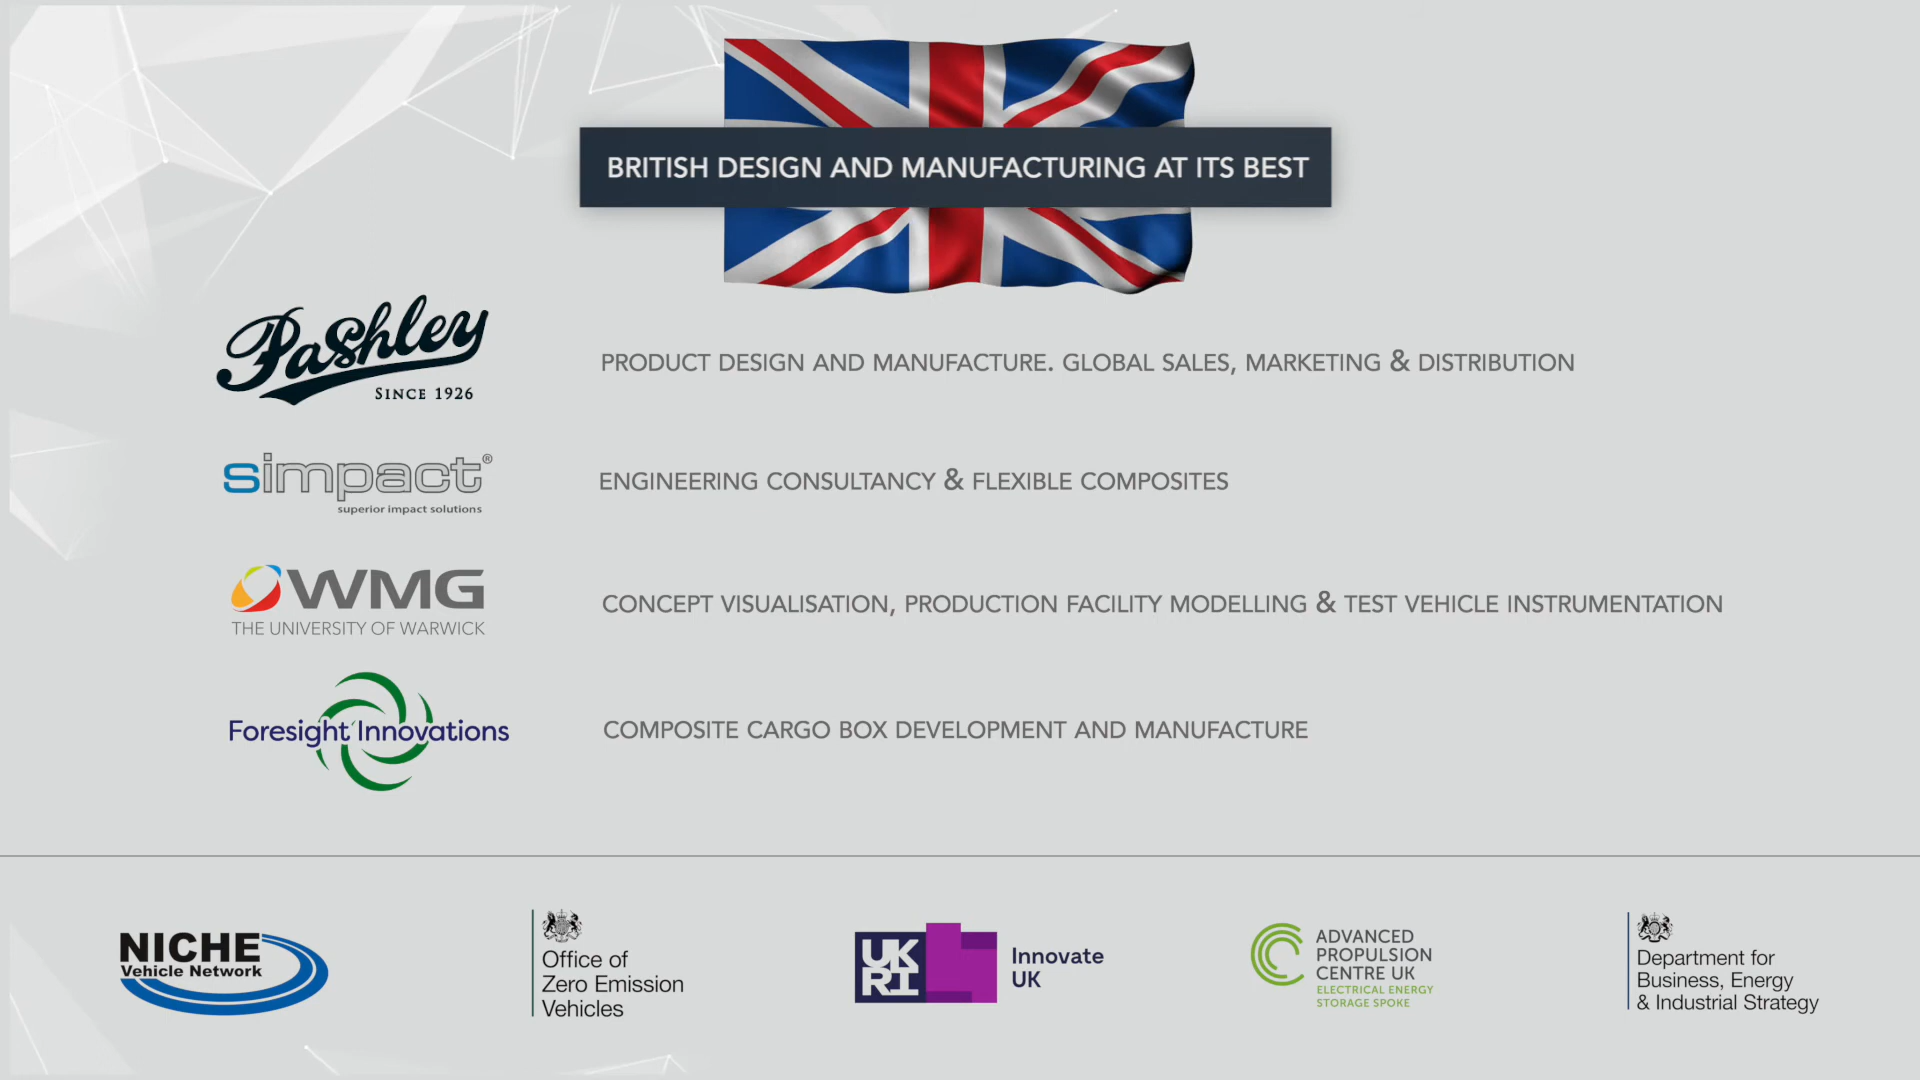 BRITISH DESIGN AND MANUFACTURING AT ITS BEST
Pashley
SINCE 1926
PRODUCT DESIGN AND MANUFACTURE. GLOBAL SALES, MARKETING & DISTRIBUTION
simpact®
superior impact solutions
ENGINEERING CONSULTANCY & FLEXIBLE COMPOSITES
WMG
THE UNIVERSITY OF WARWICK
CONCEPT VISUALISATION, PRODUCTION FACILITY MODELLING & TEST VEHICLE INSTRUMENTATION
Foresight Innovations
COMPOSITE CARGO BOX DEVELOPMENT AND MANUFACTURE
NICHE
Vehicle Network
Office of
Zero Emission
Vehicles
UK
RI
Innovate
UK
ADVANCED
PROPULSION
CENTRE UK
ELECTRICAL ENERGY
STORAGE SPOKE
Department for
Business, Energy
& Industrial Strategy